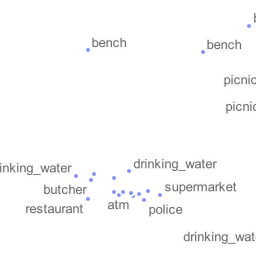 bench
bench
picnic
picnic
inking_water
drinking_water
butcher
supermarket
restaurant
atm
police
drinking_wat